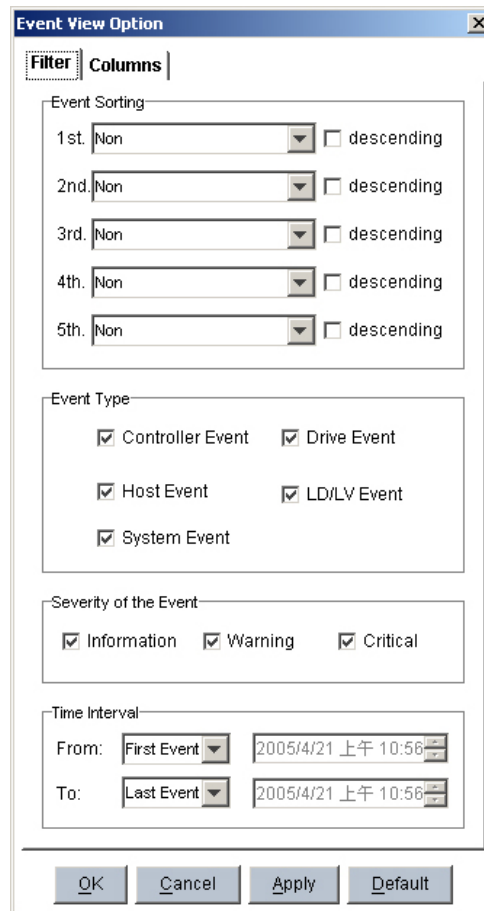 Event View Option
Filter Columns
Event Sorting
1st. Non descending
2nd. Non descending
3rd. Non descending
4th. Non descending
5th. Non descending
Event Type
Controller Event Drive Event
Host Event LD/LV Event
System Event
Severity of the Event
Information Warning Critical
Time Interval
From: First Event 2005/4/21 上午 10:56
To: Last Event 2005/4/21 上午 10:56
OK Cancel Apply Default